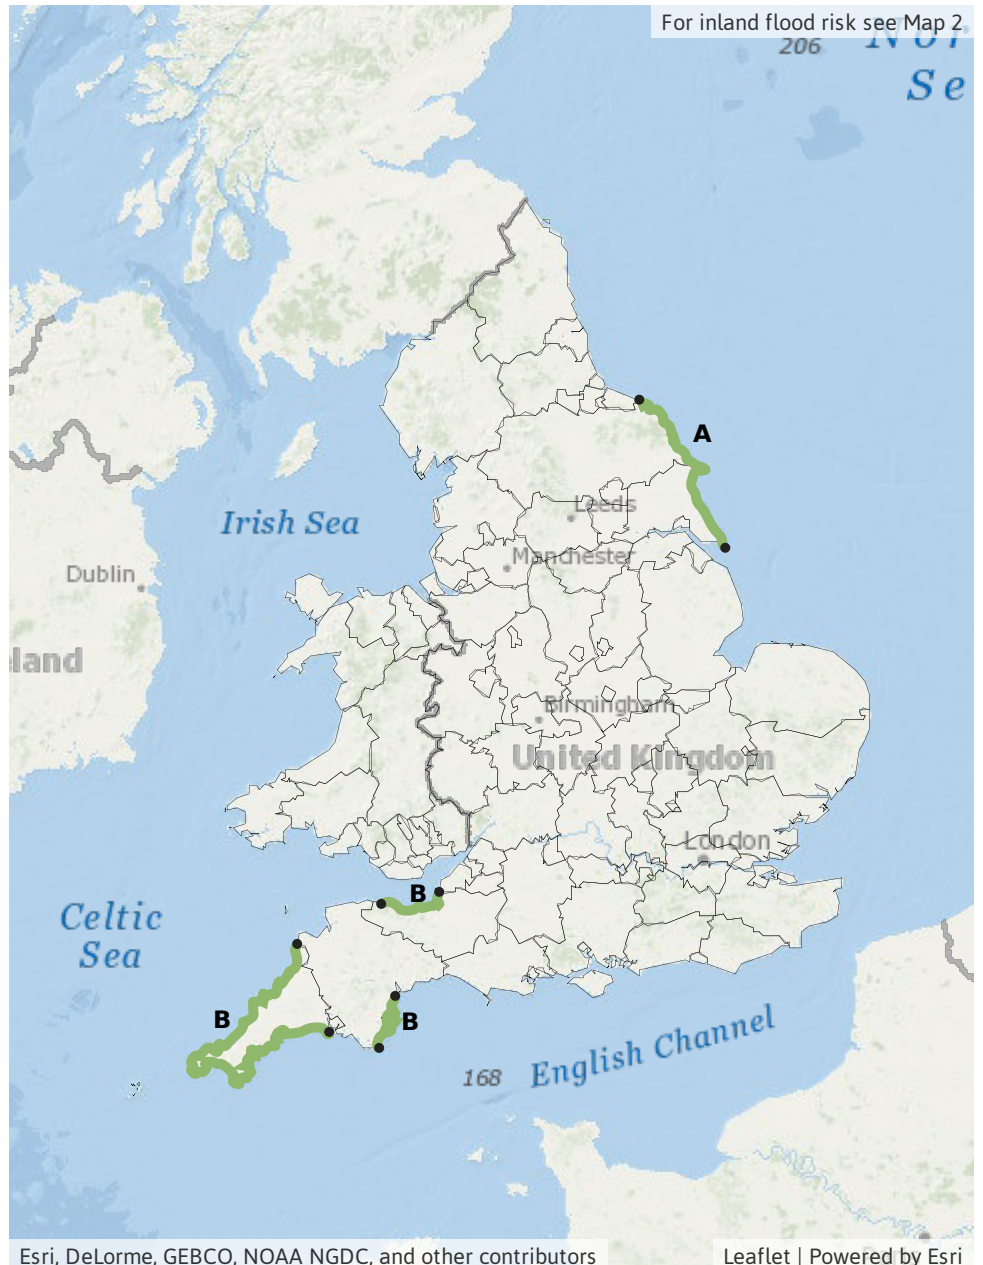 For inland flood risk see Map 2
206
Nor
Se
A
Leeds
Irish Sea
Manchester
Dublin
land
Birmingham
United Kingdom
London
B
Celtic
Sea
B
B
English Channel
168
Esri, DeLorme, GEBCO, NOAA NGDC, and other contributors
Leaflet | Powered by Esri